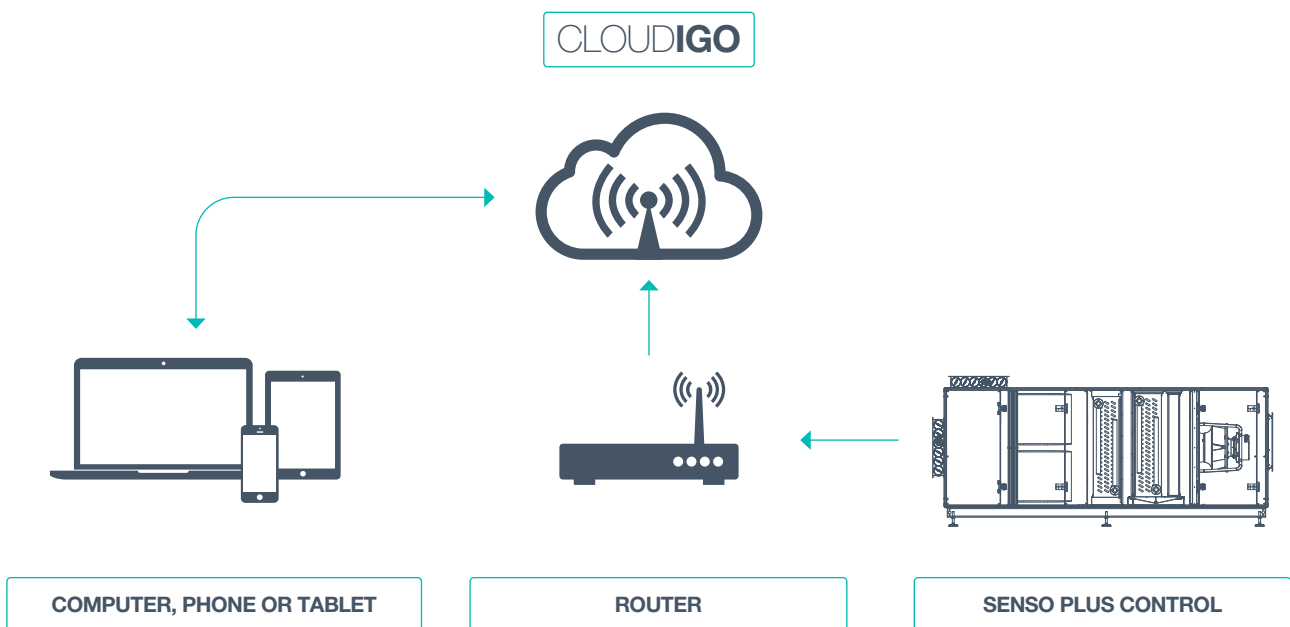 CLOUDIGO
COMPUTER, PHONE OR TABLET
ROUTER
SENSO PLUS CONTROL